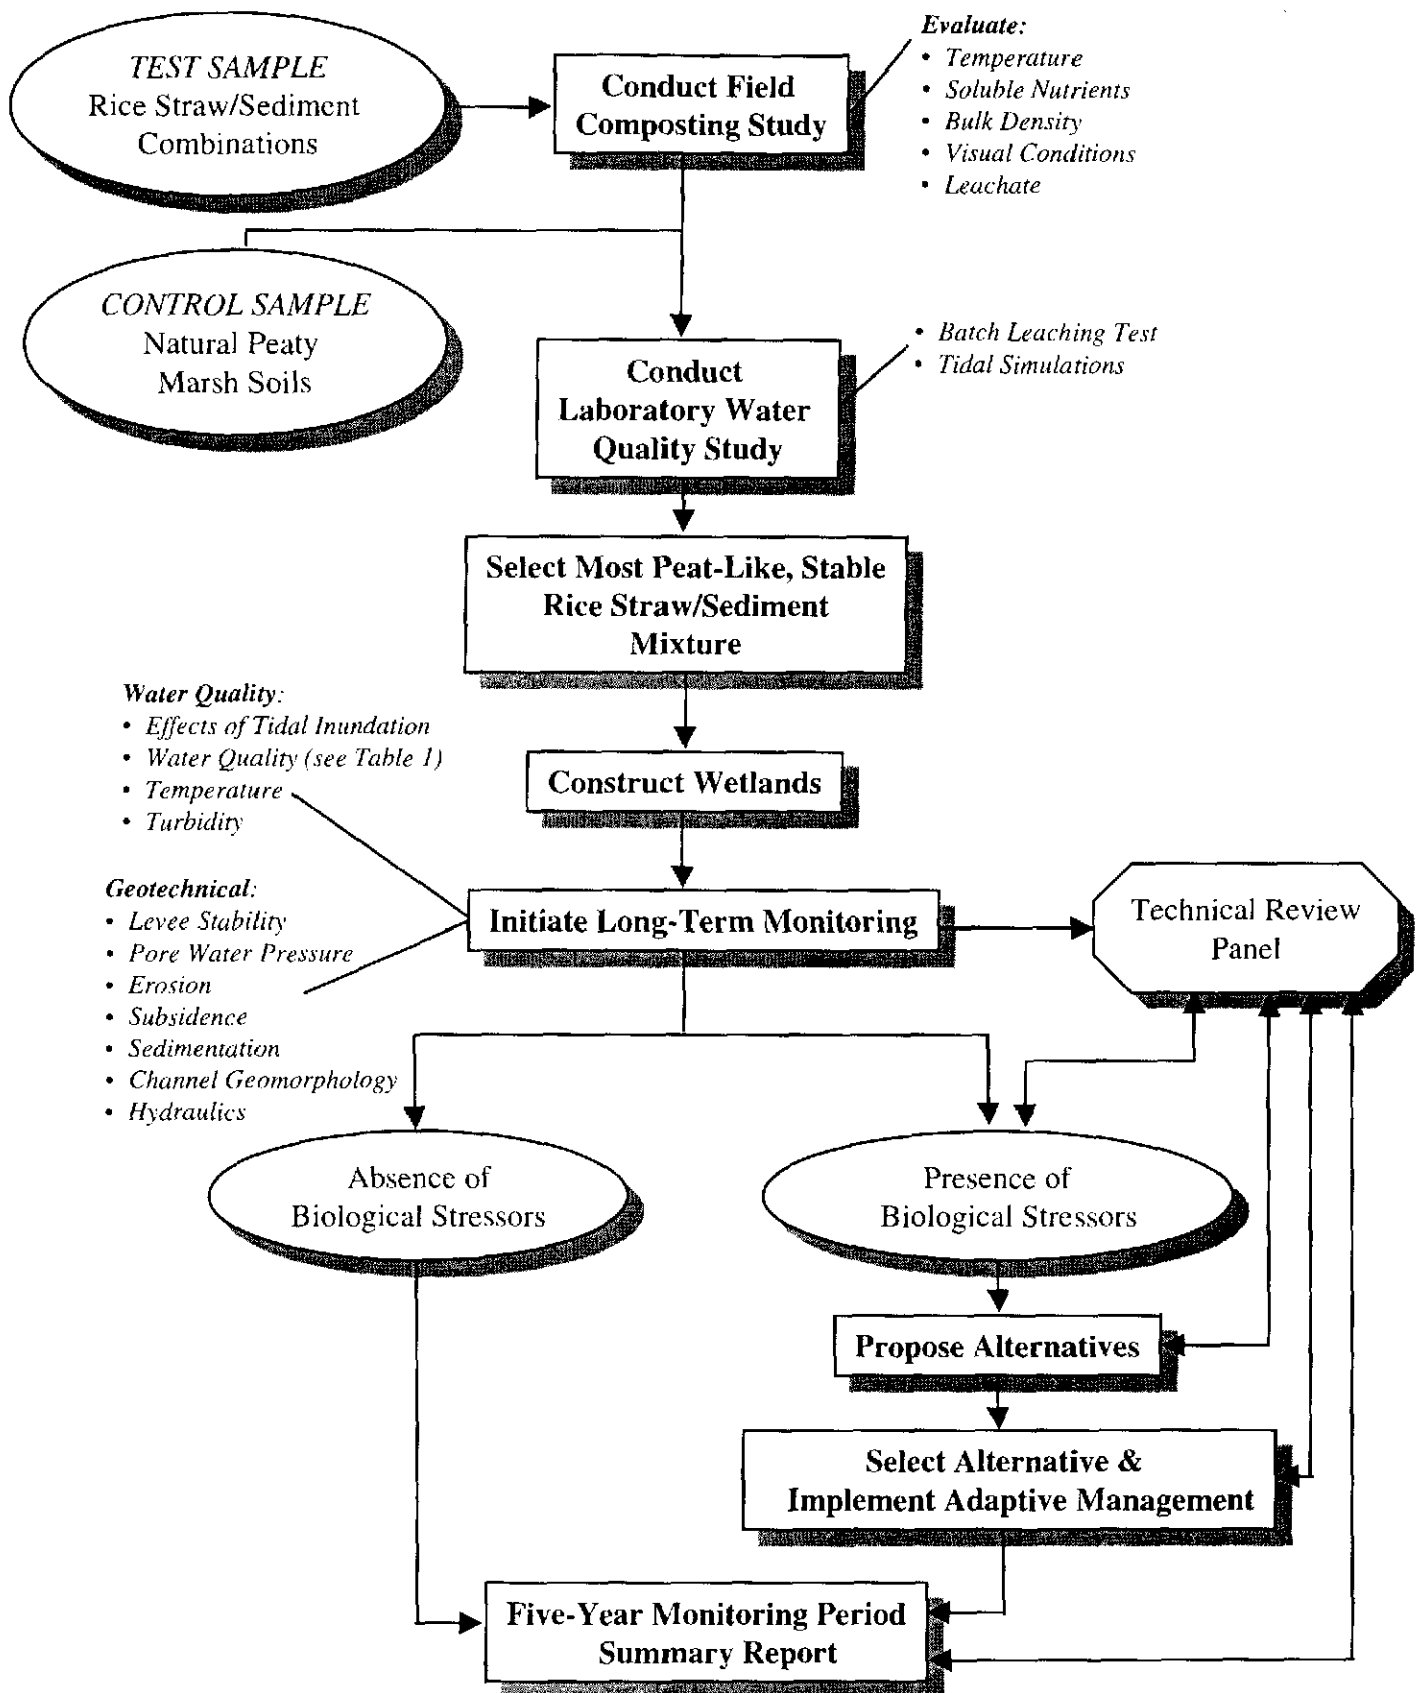 TEST SAMPLE
Rice Straw/Sediment
Combinations
Conduct Field
Composting Study
Evaluate:
• Temperature
• Soluble Nutrients
• Bulk Density
• Visual Conditions
• Leachate
CONTROL SAMPLE
Natural Peaty
Marsh Soils
Conduct
Laboratory Water
Quality Study
• Batch Leaching Test
• Tidal Simulations
Select Most Peat-Like, Stable
Rice Straw/Sediment
Mixture
Water Quality:
• Effects of Tidal Inundation
• Water Quality (see Table 1)
• Temperature
• Turbidity
Construct Wetlands
Geotechnical:
• Levee Stability
• Pore Water Pressure
• Erosion
• Subsidence
• Sedimentation
• Channel Geomorphology
• Hydraulics
Initiate Long-Term Monitoring
Technical Review
Panel
Absence of
Biological Stressors
Presence of
Biological Stressors
Propose Alternatives
Select Alternative &
Implement Adaptive Management
Five-Year Monitoring Period
Summary Report